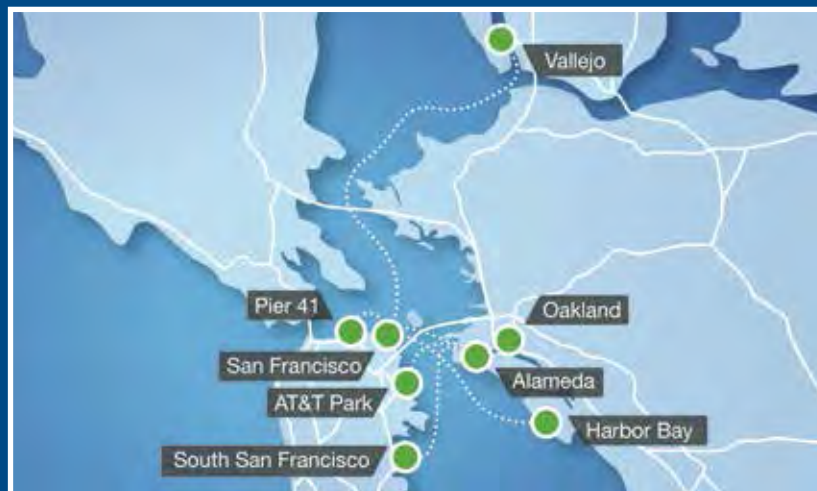 Vallejo
Pier 41
Oakland
San Francisco
Alameda
AT&T Park
Harbor Bay
South San Francisco